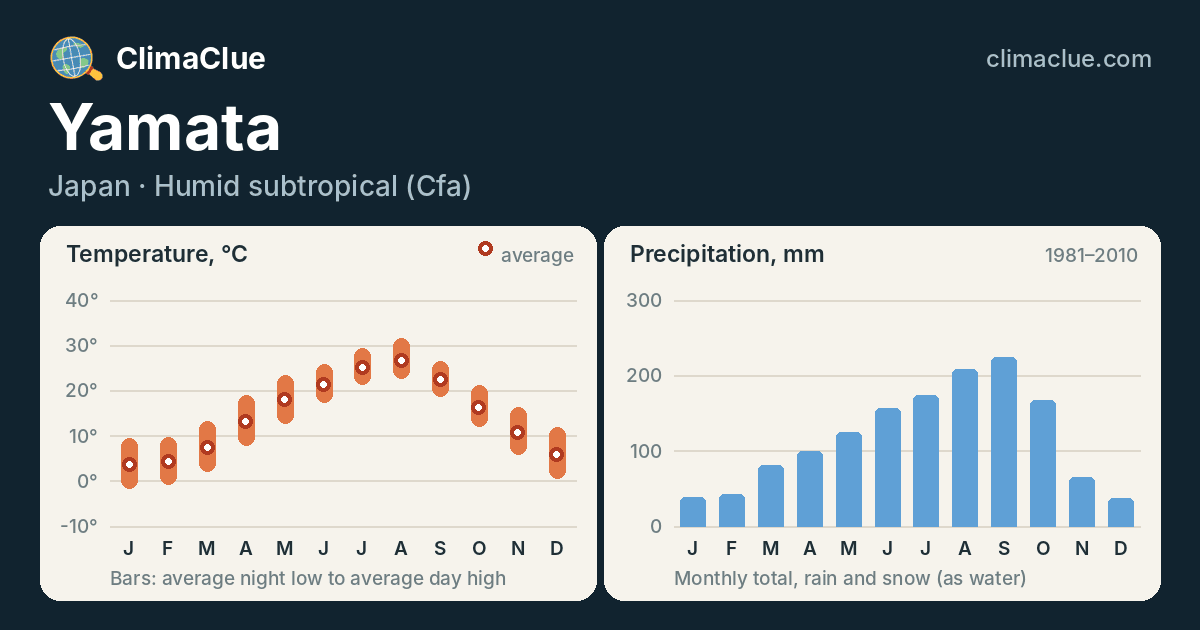 ClimaClue
climaclue.com
Yamata
Japan · Humid subtropical (Cfa)
Temperature, °C
average
40°
30°
20°
10°
0°
-10°
J F M A M J J A S O N D
Bars: average night low to average day high
Precipitation, mm
1981–2010
300
200
100
0
J F M A M J J A S O N D
Monthly total, rain and snow (as water)